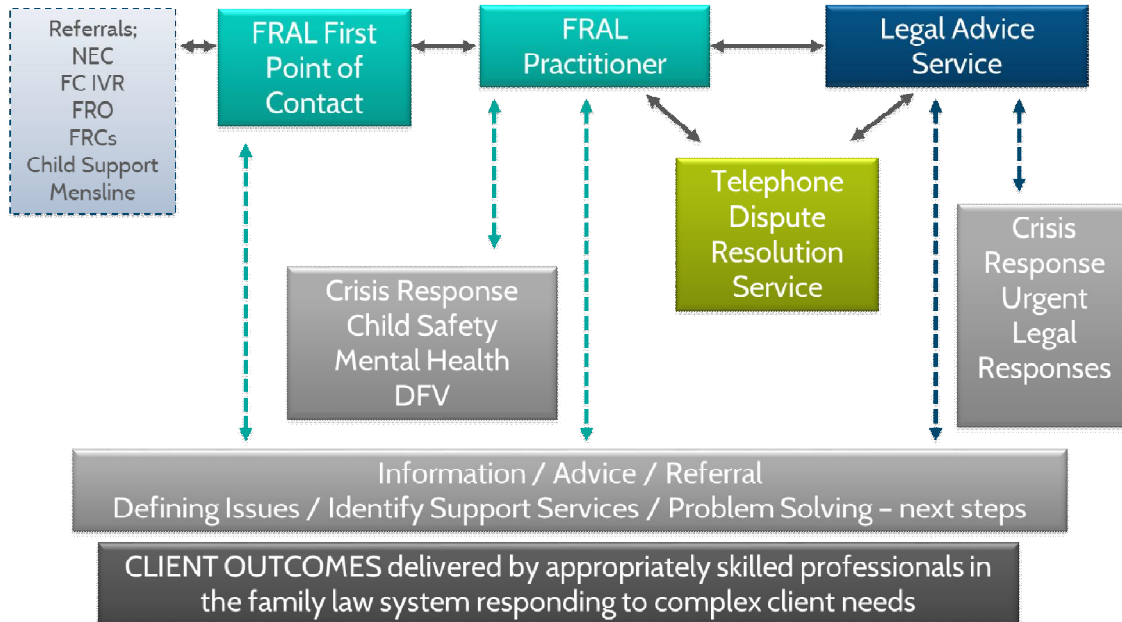 Referrals;
NEC
FC IVR
FRO
FRCs
Child Support
Mensline
FRAL First
Point of
Contact
FRAL
Practitioner
Legal Advice
Service
Telephone
Dispute
Resolution
Service
Crisis Response
Child Safety
Mental Health
DFV
Crisis
Response
Urgent
Legal
Responses
Information / Advice / Referral
Defining Issues / Identify Support Services / Problem Solving – next steps
CLIENT OUTCOMES delivered by appropriately skilled professionals in
the family law system responding to complex client needs